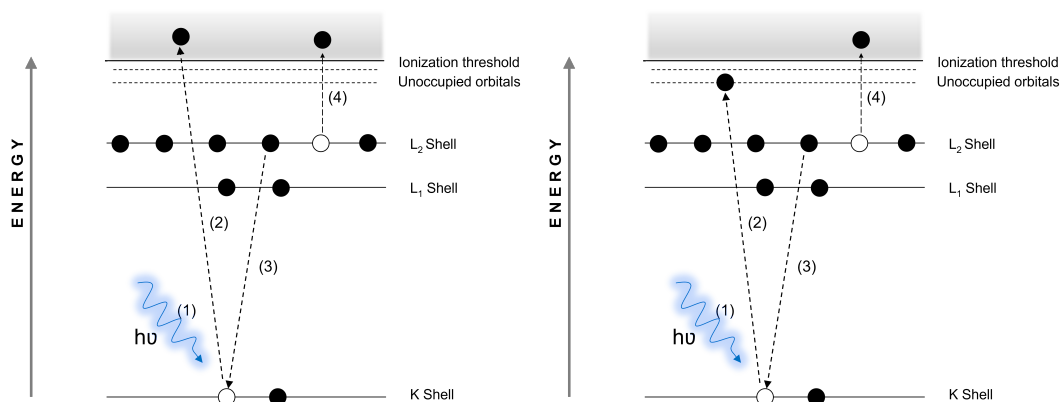 Ionization threshold
Unoccupied orbitals
(4)
L2 Shell
L1 Shell
ENERGY
(2)
(3)
(1)
hυ
K Shell
Ionization threshold
Unoccupied orbitals
(4)
L2 Shell
L1 Shell
ENERGY
(2)
(3)
(1)
hυ
K Shell